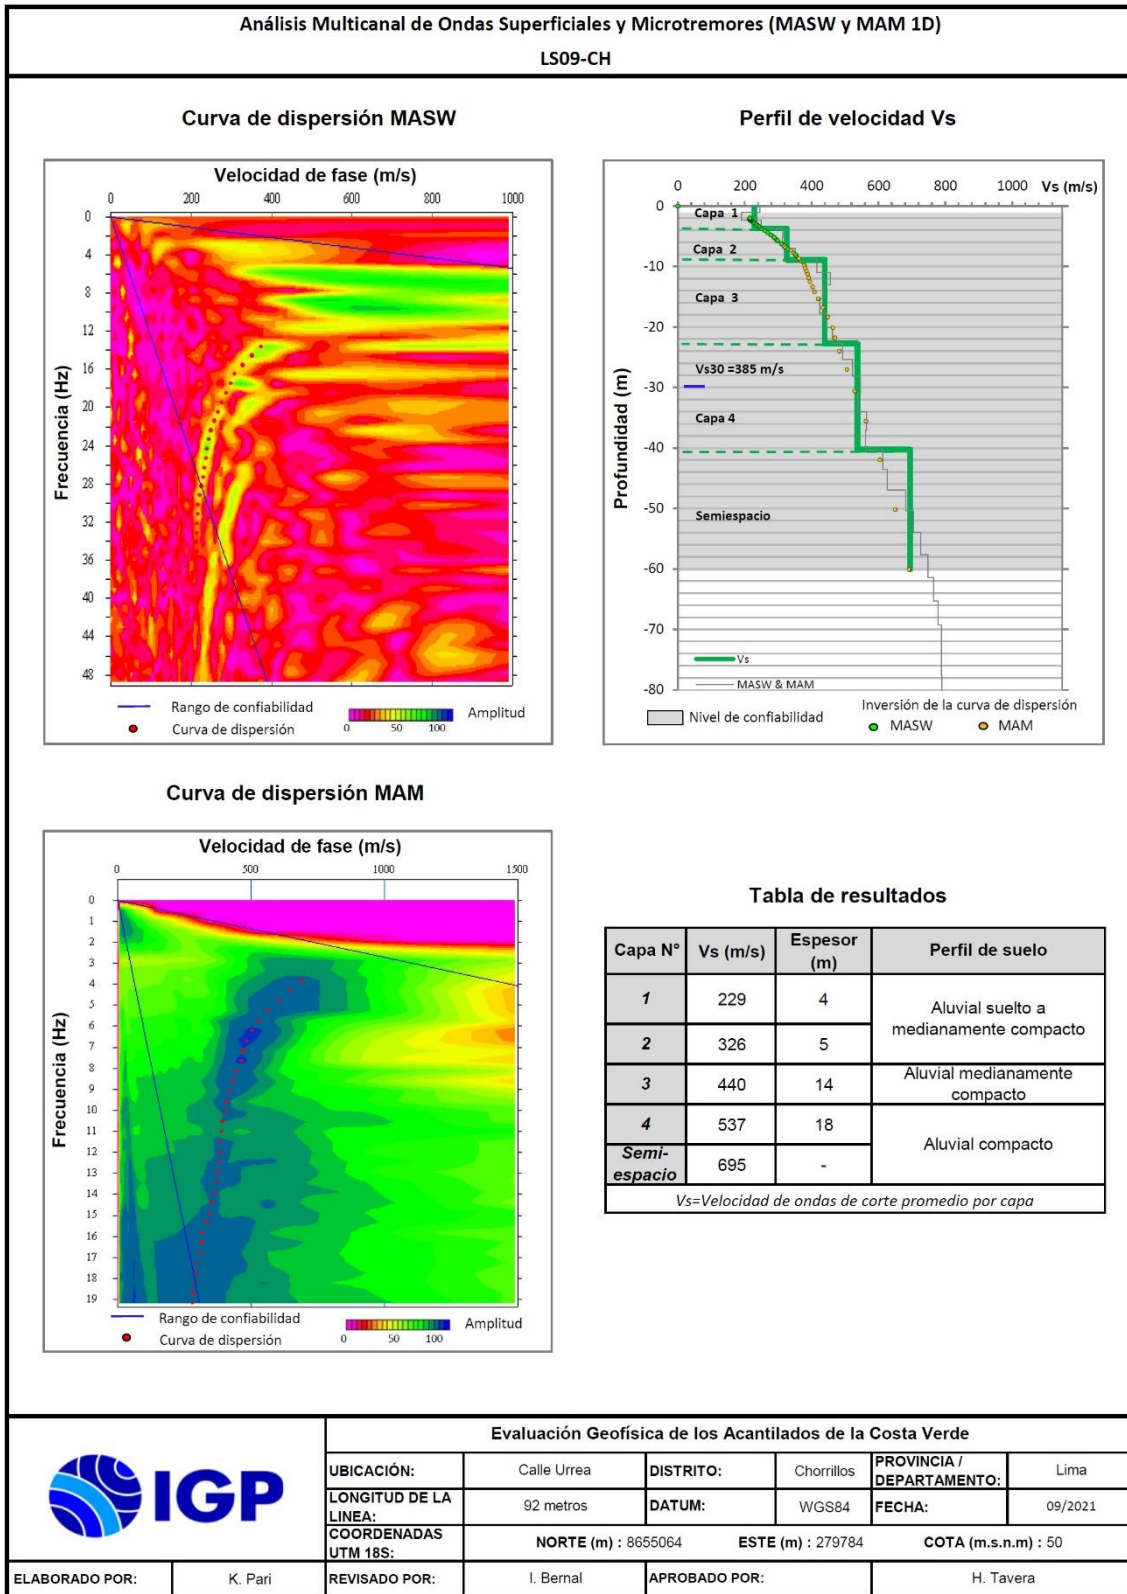 Análisis Multicanal de Ondas Superficiales y Microtremores (MASW y MAM 1D)
LS09-CH
Curva de dispersión MASW
Velocidad de fase (m/s)
0 200 400 600 800 1000
Frecuencia (Hz)
0
4
8
12
16
20
24
28
32
36
40
44
48
Rango de confiabilidad
Curva de dispersión
0 50 100
Amplitud
Perfil de velocidad Vs
0 200 400 600 800 1000 Vs (m/s)
Profundidad (m)
0
-10
-20
-30
-40
-50
-60
-70
-80
Capa 1
Capa 2
Capa 3
Vs30 =385 m/s
Capa 4
Semiespacio
Vs
MASW & MAM
Nivel de confiabilidad
Inversión de la curva de dispersión
MASW MAM
Curva de dispersión MAM
Velocidad de fase (m/s)
0 500 1000 1500
Frecuencia (Hz)
0
1
2
3
4
5
6
7
8
9
10
11
12
13
14
15
16
17
18
19
Rango de confiabilidad
Curva de dispersión
0 50 100
Amplitud
Tabla de resultados
Capa N° Vs (m/s) Espesor (m) Perfil de suelo
1 229 4 Aluvial suelto a medianamente compacto
2 326 5
3 440 14 Aluvial medianamente compacto
4 537 18 Aluvial compacto
Semi-espacio 695 -
Vs=Velocidad de ondas de corte promedio por capa
IGP
Evaluación Geofísica de los Acantilados de la Costa Verde
UBICACIÓN: Calle Urrea DISTRITO: Chorrillos PROVINCIA / DEPARTAMENTO: Lima
LONGITUD DE LA LINEA: 92 metros DATUM: WGS84 FECHA: 09/2021
COORDENADAS UTM 18S: NORTE (m) : 8655064 ESTE (m) : 279784 COTA (m.s.n.m) : 50
ELABORADO POR: K. Pari REVISADO POR: I. Bernal APROBADO POR: H. Tavera